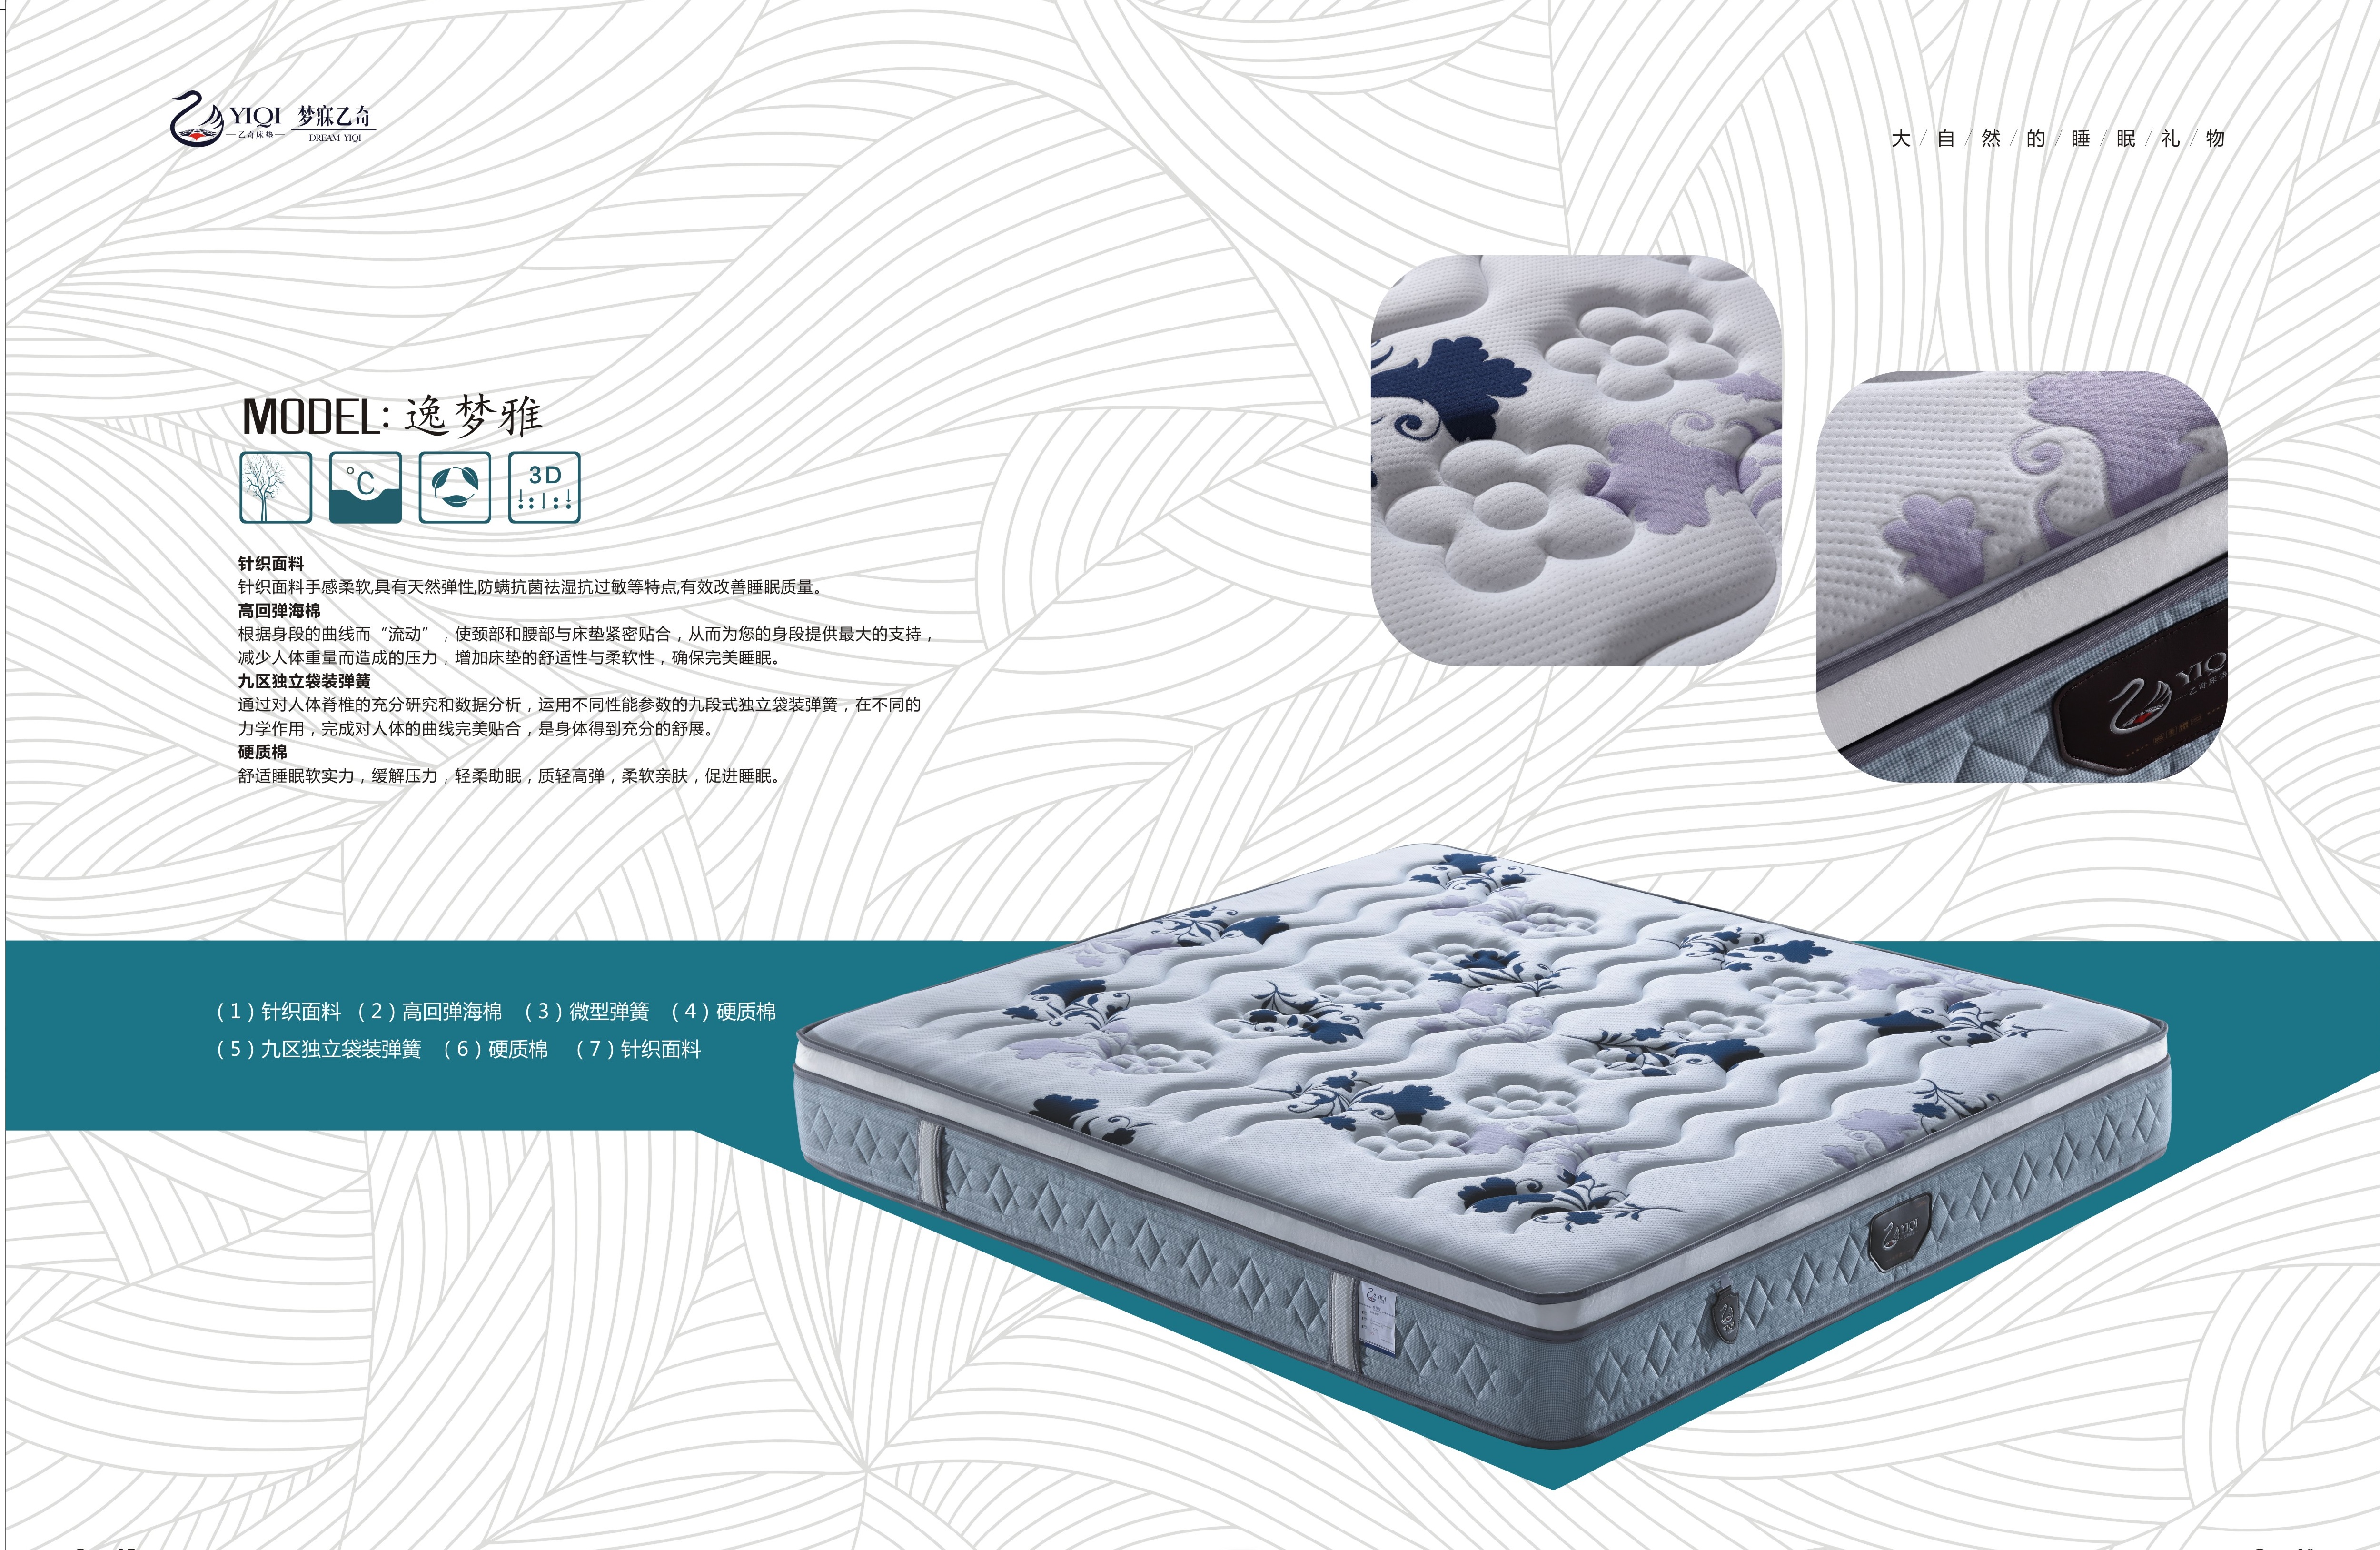 YIQI 梦寐乙奇
乙奇床垫 DREAM YIQI
大/自/然/的/睡/眠/礼/物
MODEL: 逸梦雅
°C
3D
针织面料
针织面料手感柔软,具有天然弹性,防螨抗菌祛湿抗过敏等特点,有效改善睡眠质量。
高回弹海棉
根据身段的曲线而“流动”，使颈部和腰部与床垫紧密贴合，从而为您的身段提供最大的支持，
减少人体重量而造成的压力，增加床垫的舒适性与柔软性，确保完美睡眠。
九区独立袋装弹簧
通过对人体脊椎的充分研究和数据分析，运用不同性能参数的九段式独立袋装弹簧，在不同的
力学作用，完成对人体的曲线完美贴合，是身体得到充分的舒展。
硬质棉
舒适睡眠软实力，缓解压力，轻柔助眠，质轻高弹，柔软亲肤，促进睡眠。
YIQ
乙奇床
（1）针织面料 （2）高回弹海棉 （3）微型弹簧 （4）硬质棉
（5）九区独立袋装弹簧 （6）硬质棉 （7）针织面料
YIQI
YIQI